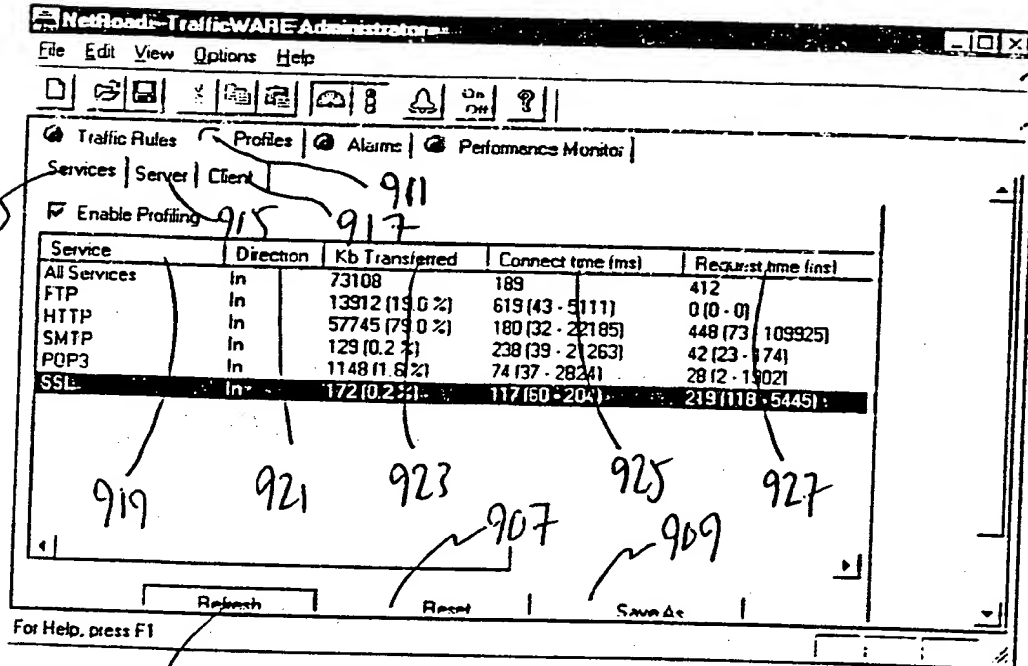 NetRoads-TrafficWARE Administrator
File Edit View Options Help
On Off
Traffic Rules Profiles Alarms Performance Monitor
Services Server Client
911
Enable Profiling 915 917
Service Direction Kb Transferred Connect time (ms) Request time (ms)
All Services In 73108 189 412
FTP In 13912 (19.0 %) 619 (43 - 5111) 0 (0 - 0)
HTTP In 57745 (79.0 %) 180 (32 - 22185) 448 (73 - 109925)
SMTP In 129 (0.2 %) 238 (39 - 21263) 42 (23 - 174)
POP3 In 1148 (1.6 %) 74 (37 - 2824) 28 (2 - 1902)
SSL In 172 (0.2 %) 117 (60 - 204) 219 (118 - 5445)
919 921 923 925 927
907 909
Refresh Reset Save As
For Help, press F1